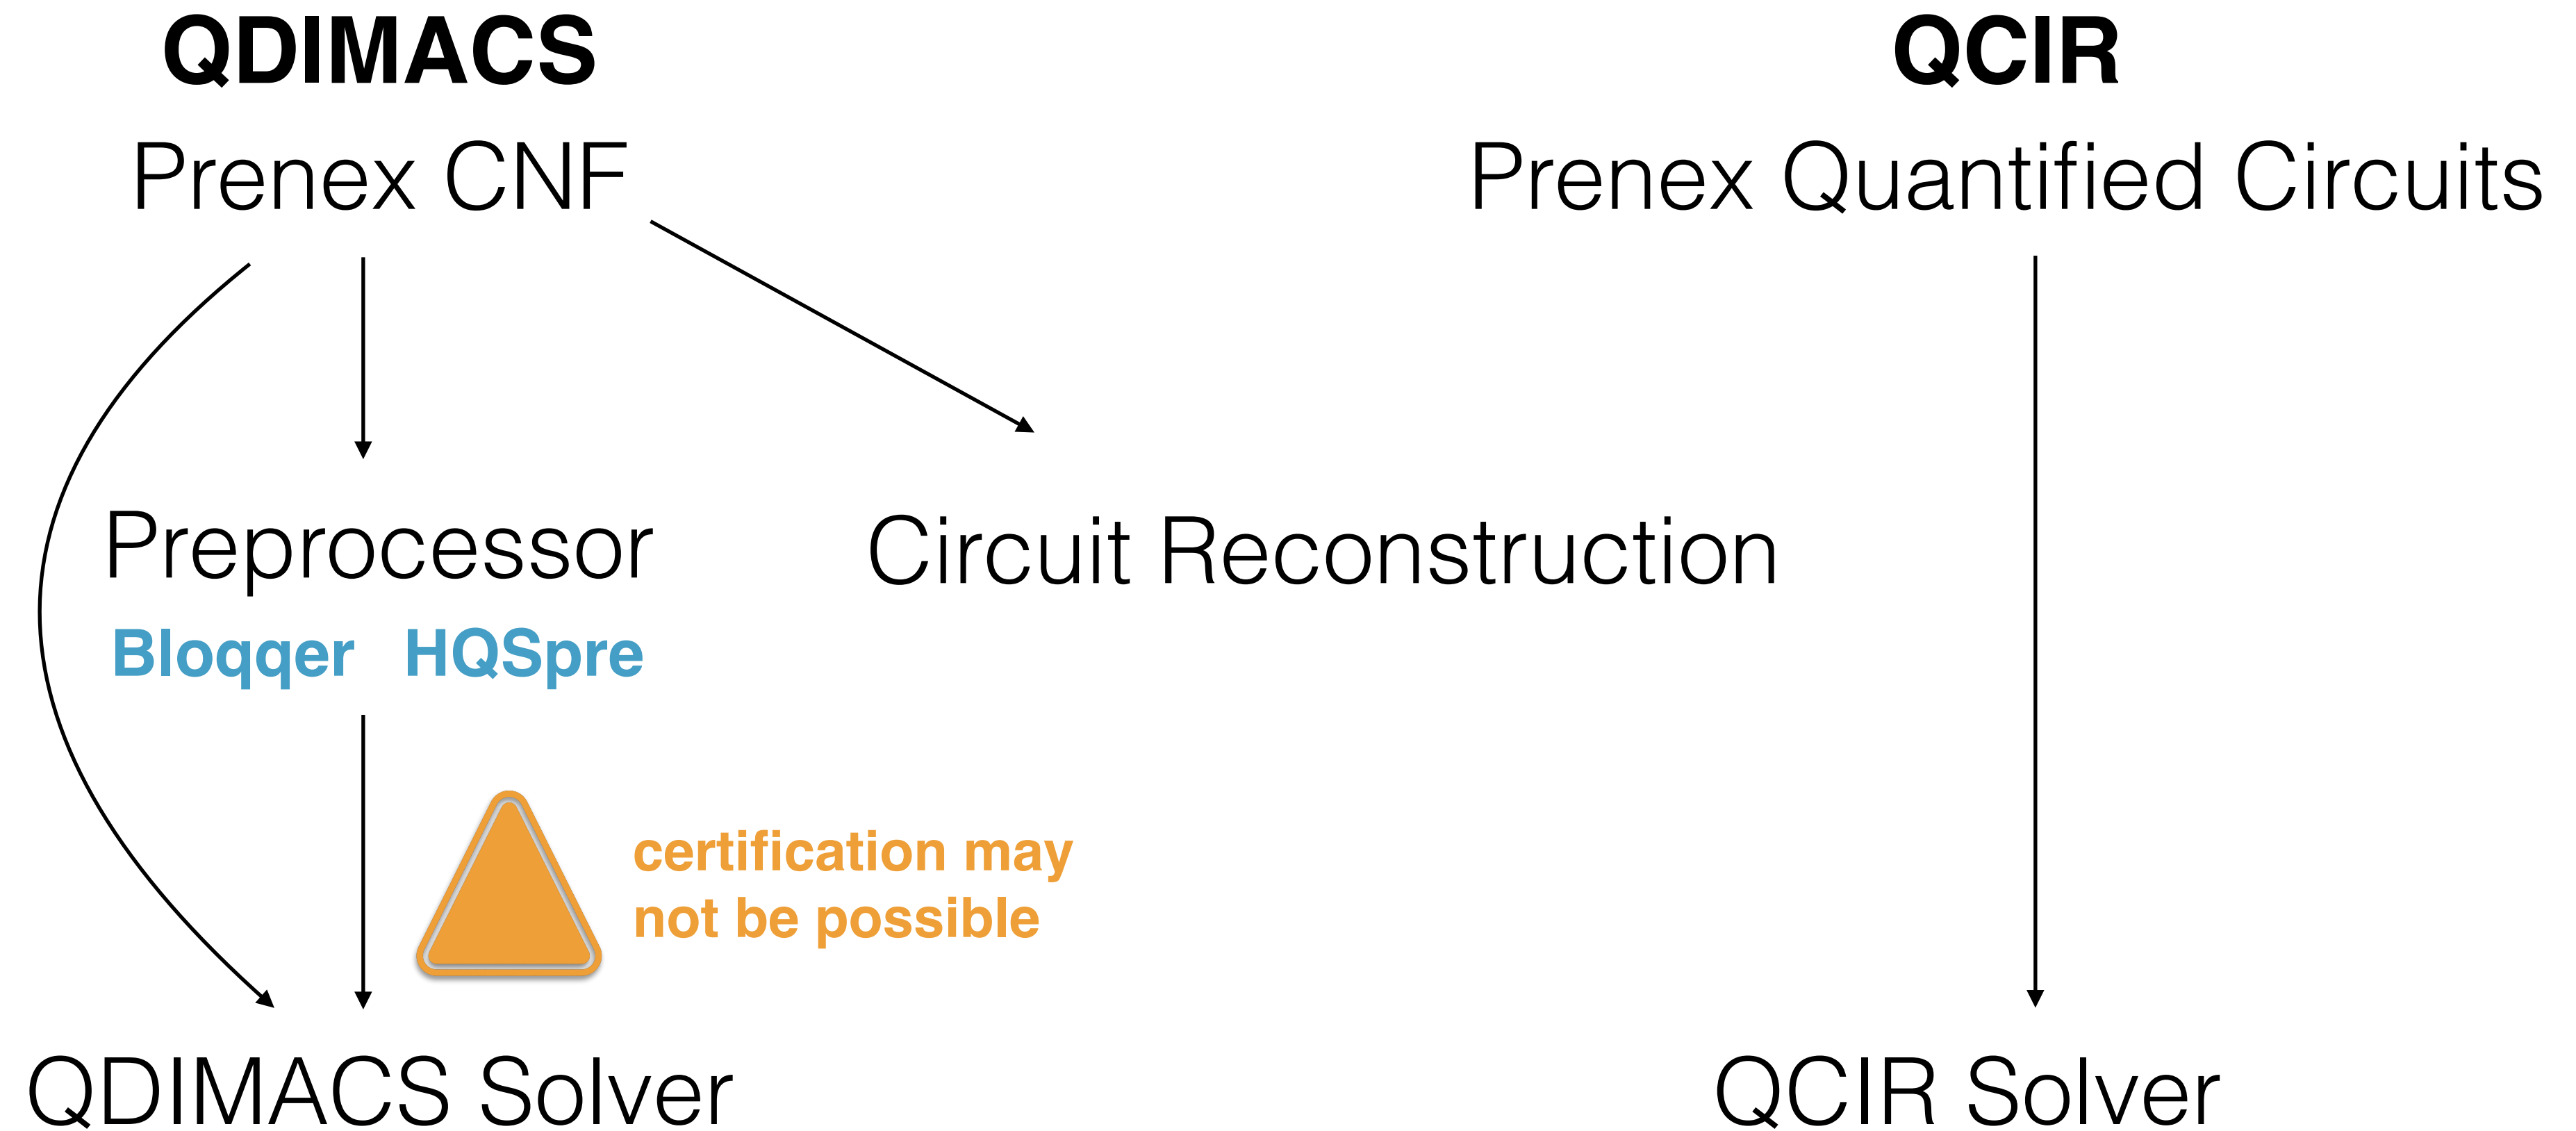 QDIMACS
Prenex CNF
QCIR
Prenex Quantified Circuits
Preprocessor
Bloqqer HQSpre
Circuit Reconstruction
certification may
not be possible
QDIMACS Solver
QCIR Solver